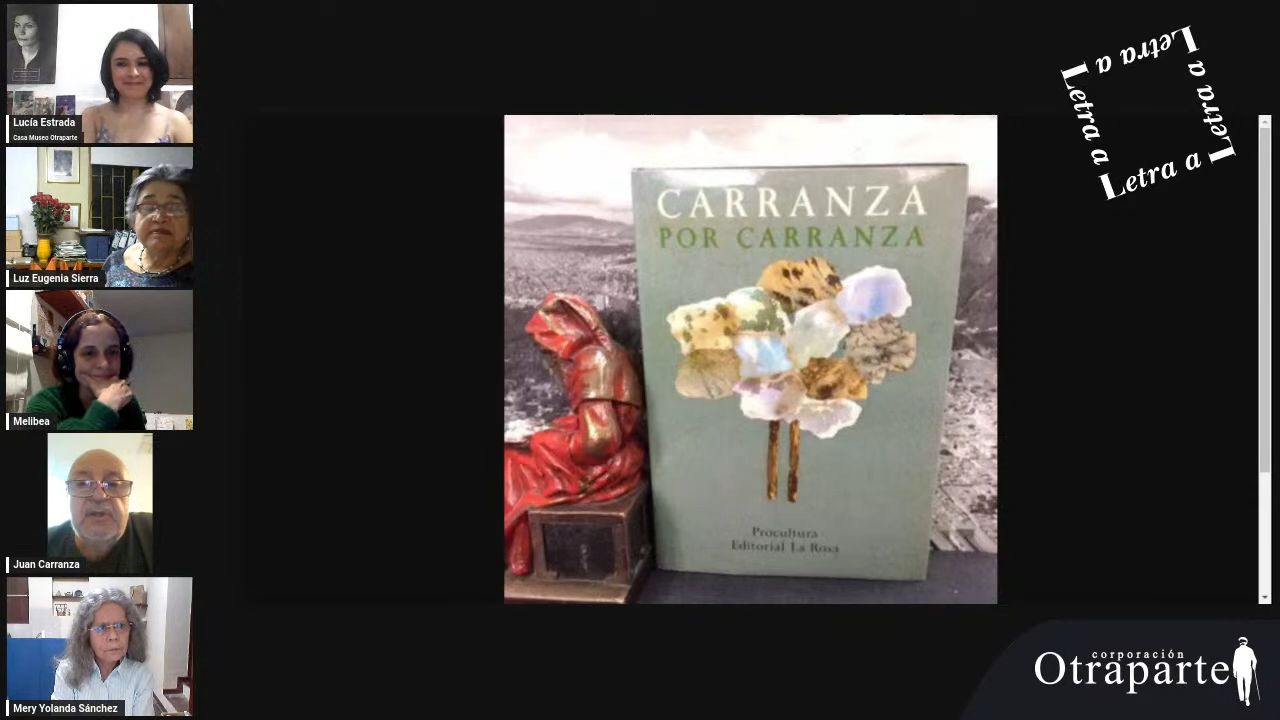 Lucía Estrada
Casa Museo Otraparte
Luz Eugenia Sierra
Melibea
Juan Carranza
Mery Yolanda Sánchez
CARRANZA
POR CARRANZA
Procultura
Editorial La Rosa
Letra a
Letra a
Letra a
Letra a
corporación
Otraparte